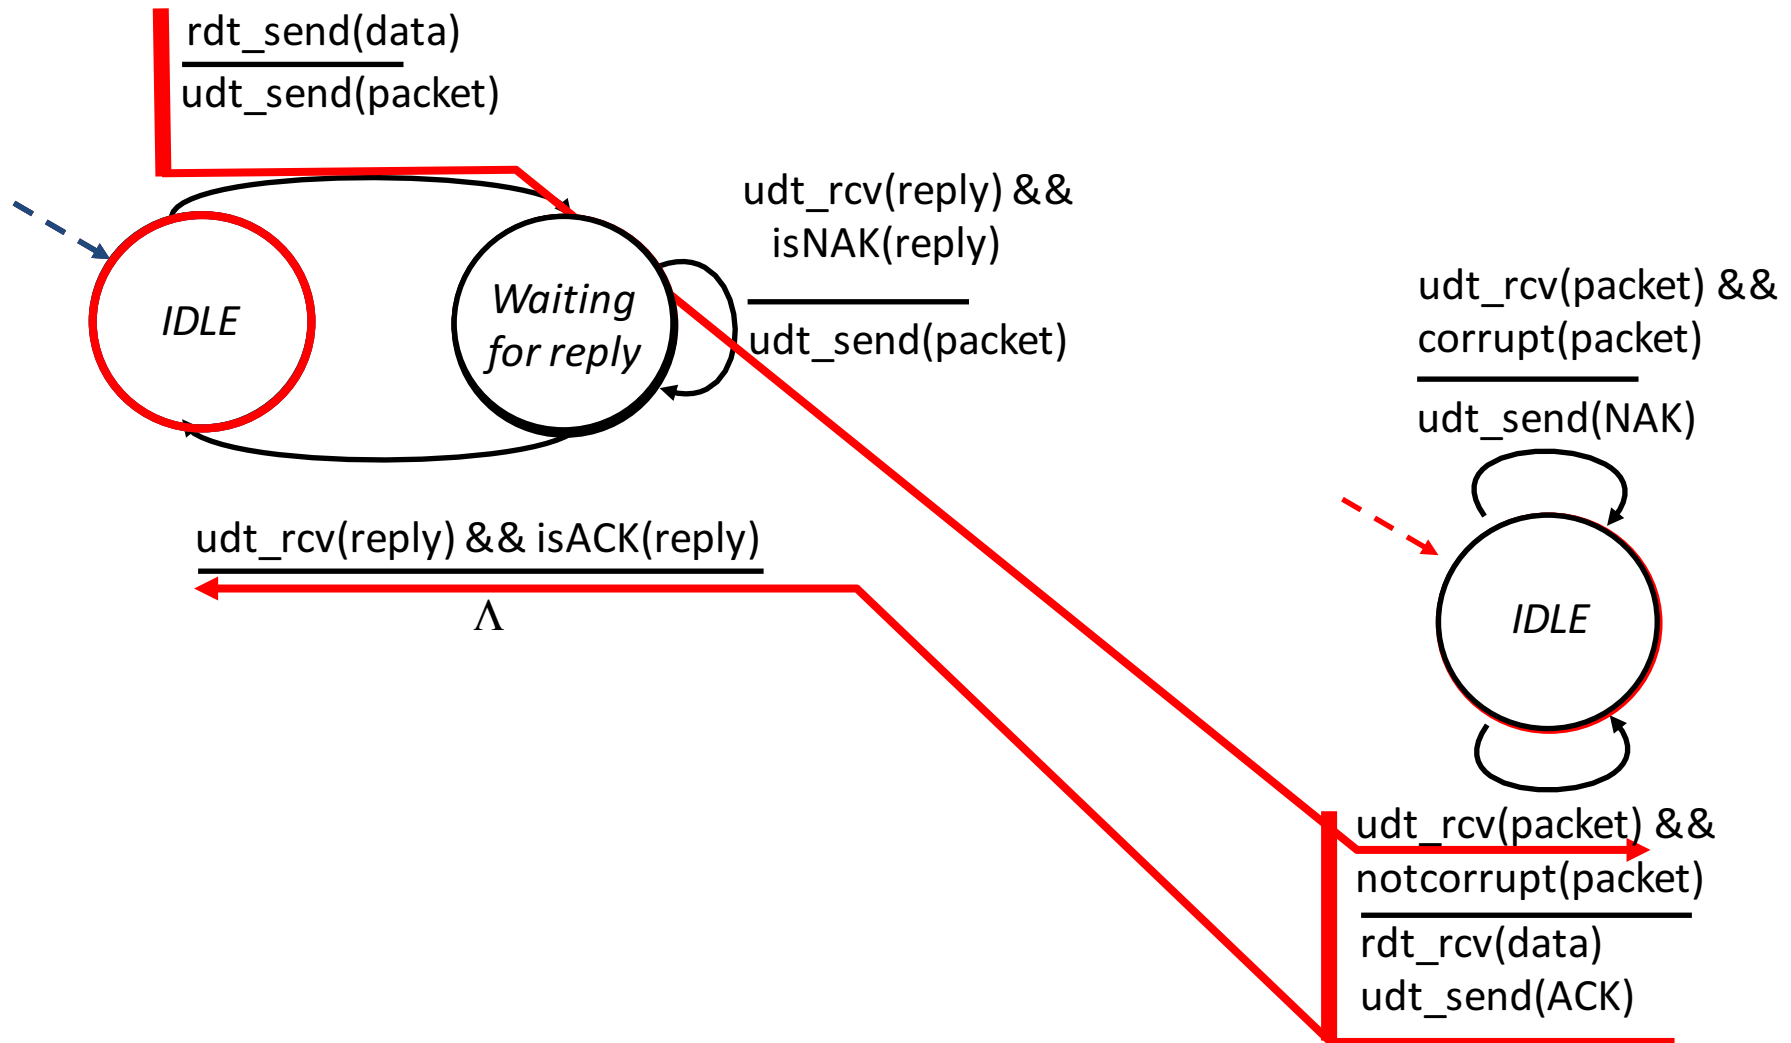 rdt_send(data)
udt_send(packet)
IDLE
Waiting
for reply
udt_rcv(reply) &&
isNAK(reply)
udt_send(packet)
udt_rcv(reply) && isACK(reply)
Λ
udt_rcv(packet) &&
corrupt(packet)
udt_send(NAK)
IDLE
udt_rcv(packet) &&
notcorrupt(packet)
rdt_rcv(data)
udt_send(ACK)